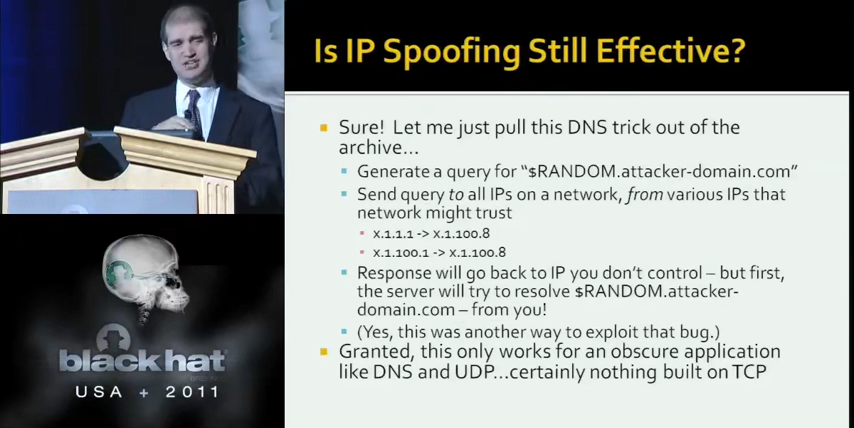 Is IP Spoofing Still Effective?
Sure! Let me just pull this DNS trick out of the
archive…
Generate a query for “$RANDOM.attacker-domain.com”
Send query to all IPs on a network, from various IPs that
network might trust
x.1.1.1 -> x.1.100.8
x.1.100.1 -> x.1.100.8
Response will go back to IP you don’t control – but first,
the server will try to resolve $RANDOM.attacker-
domain.com – from you!
(Yes, this was another way to exploit that bug.)
Granted, this only works for an obscure application
like DNS and UDP…certainly nothing built on TCP
black hat
USA + 2011